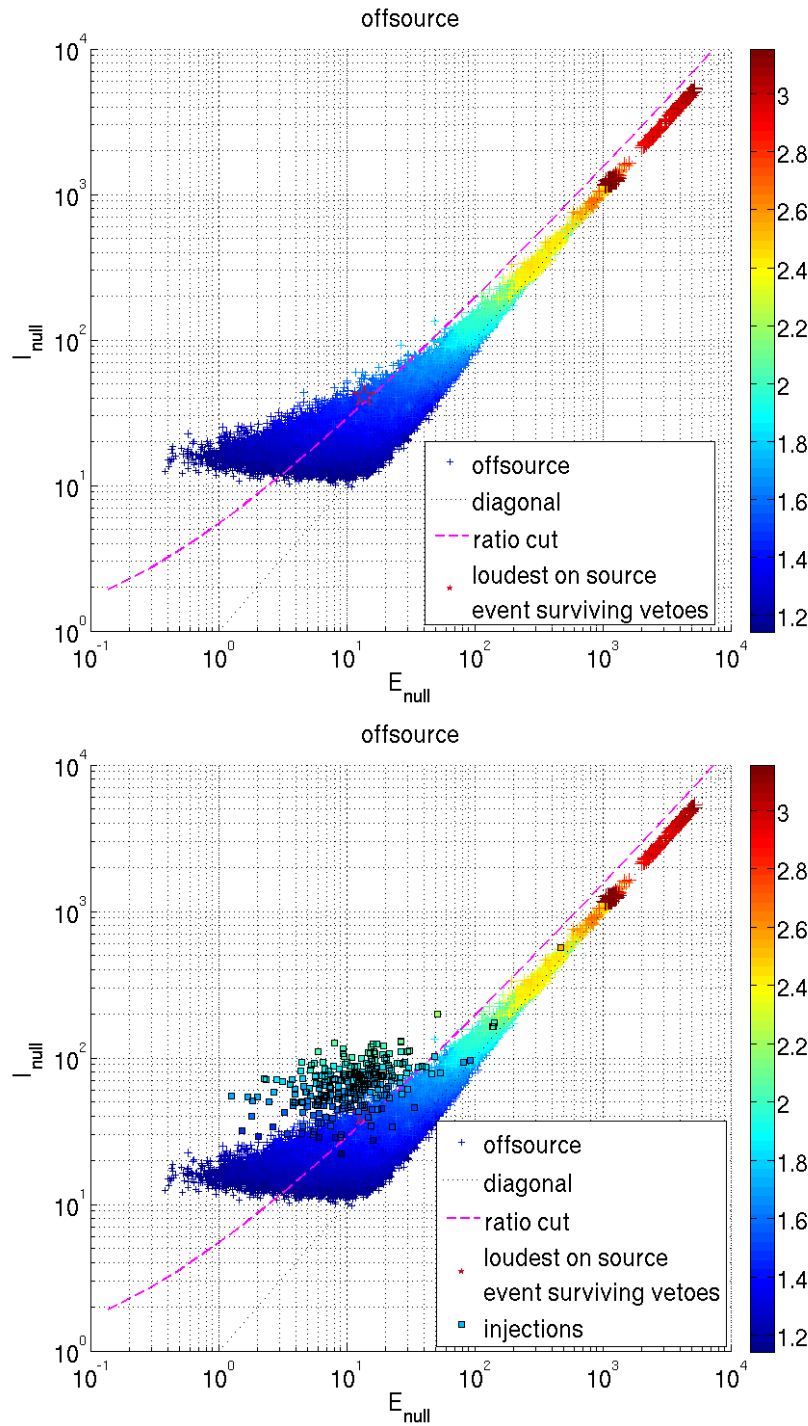 offsource
10^4
10^3
10^2
10^1
10^0
I_null
10^-1
10^0
10^1
10^2
10^3
10^4
E_null
offsource
diagonal
ratio cut
loudest on source
event surviving vetoes
3
2.8
2.6
2.4
2.2
2
1.8
1.6
1.4
1.2
offsource
10^4
10^3
10^2
10^1
10^0
I_null
10^-1
10^0
10^1
10^2
10^3
10^4
E_null
offsource
diagonal
ratio cut
loudest on source
event surviving vetoes
injections
3
2.8
2.6
2.4
2.2
2
1.8
1.6
1.4
1.2